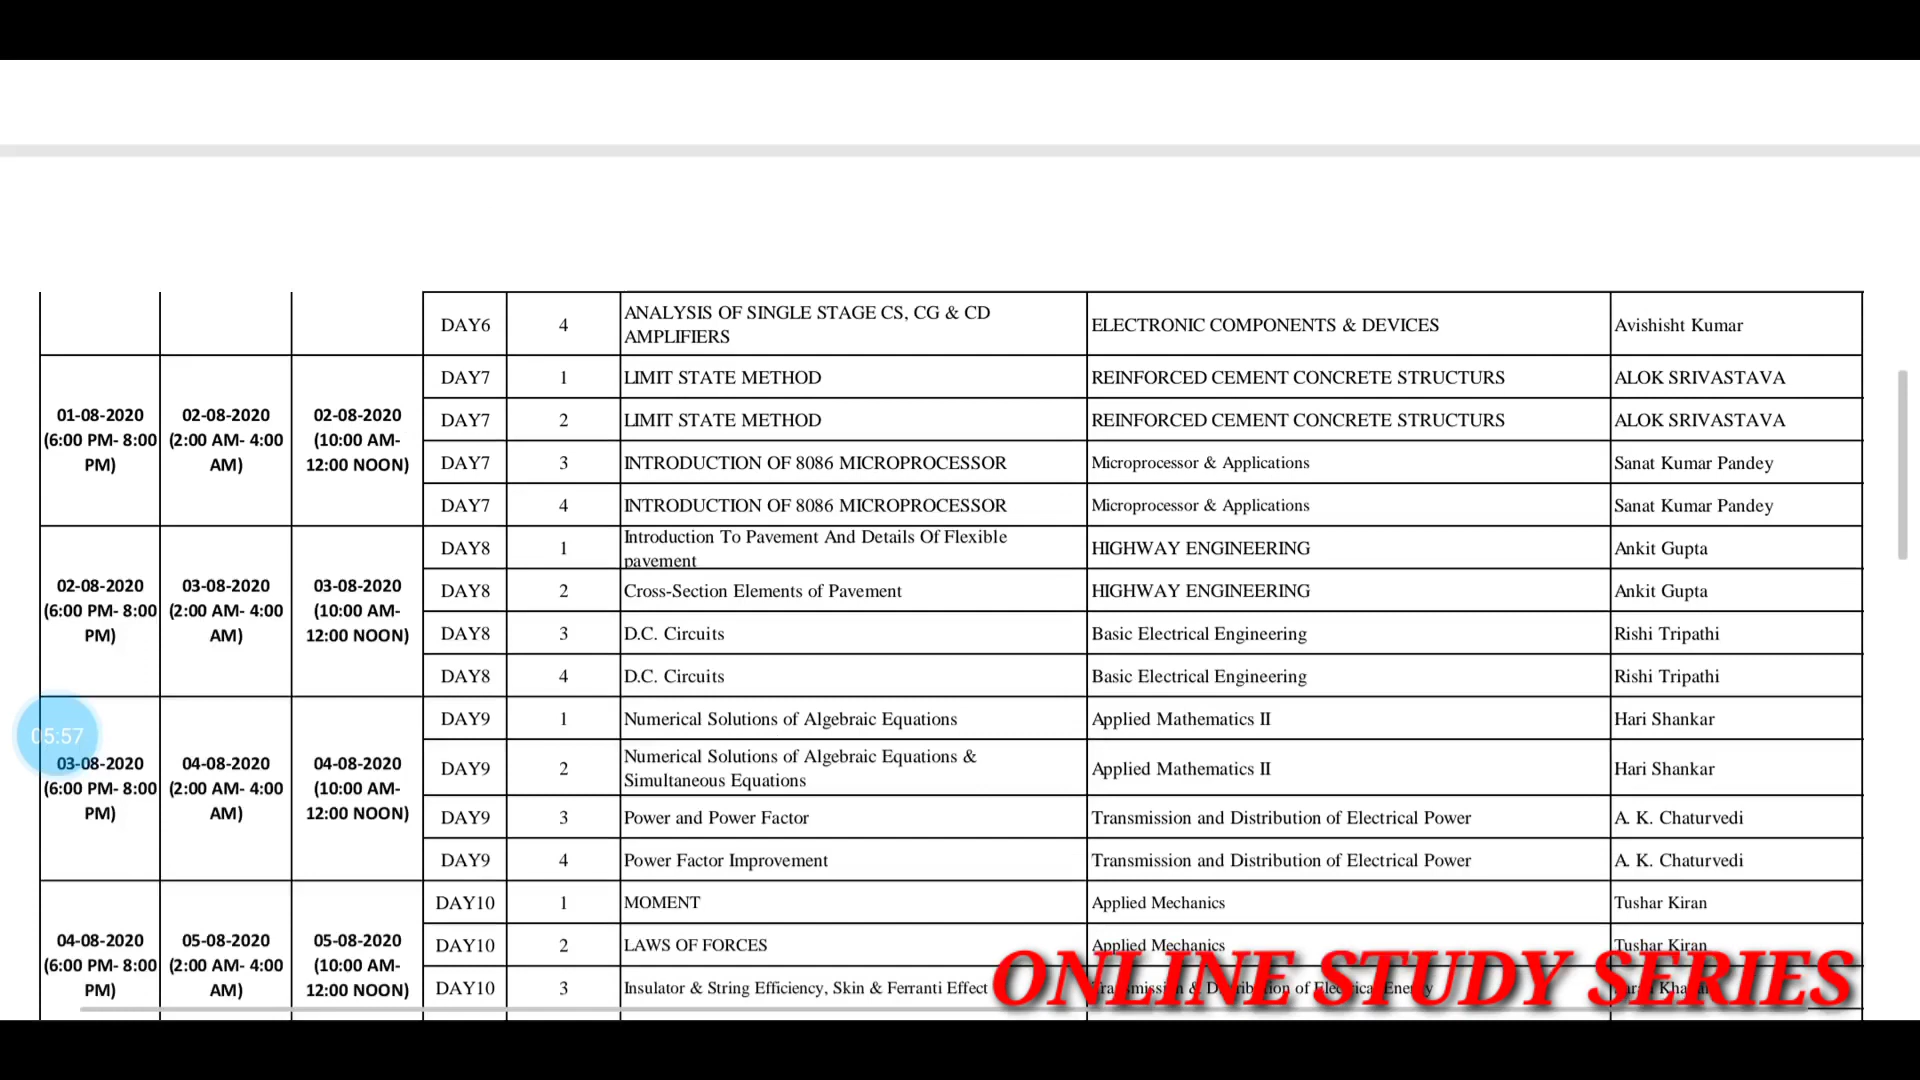 DAY6 4 ANALYSIS OF SINGLE STAGE CS, CG & CD AMPLIFIERS ELECTRONIC COMPONENTS & DEVICES Avishisht Kumar
01-08-2020 (6:00 PM- 8:00 PM) 02-08-2020 (2:00 AM- 4:00 AM) 02-08-2020 (10:00 AM- 12:00 NOON)
DAY7 1 LIMIT STATE METHOD REINFORCED CEMENT CONCRETE STRUCTURS ALOK SRIVASTAVA
DAY7 2 LIMIT STATE METHOD REINFORCED CEMENT CONCRETE STRUCTURS ALOK SRIVASTAVA
DAY7 3 INTRODUCTION OF 8086 MICROPROCESSOR Microprocessor & Applications Sanat Kumar Pandey
DAY7 4 INTRODUCTION OF 8086 MICROPROCESSOR Microprocessor & Applications Sanat Kumar Pandey
02-08-2020 (6:00 PM- 8:00 PM) 03-08-2020 (2:00 AM- 4:00 AM) 03-08-2020 (10:00 AM- 12:00 NOON)
DAY8 1 Introduction To Pavement And Details Of Flexible pavement HIGHWAY ENGINEERING Ankit Gupta
DAY8 2 Cross-Section Elements of Pavement HIGHWAY ENGINEERING Ankit Gupta
DAY8 3 D.C. Circuits Basic Electrical Engineering Rishi Tripathi
DAY8 4 D.C. Circuits Basic Electrical Engineering Rishi Tripathi
05:57
03-08-2020 (6:00 PM- 8:00 PM) 04-08-2020 (2:00 AM- 4:00 AM) 04-08-2020 (10:00 AM- 12:00 NOON)
DAY9 1 Numerical Solutions of Algebraic Equations Applied Mathematics II Hari Shankar
DAY9 2 Numerical Solutions of Algebraic Equations & Simultaneous Equations Applied Mathematics II Hari Shankar
DAY9 3 Power and Power Factor Transmission and Distribution of Electrical Power A. K. Chaturvedi
DAY9 4 Power Factor Improvement Transmission and Distribution of Electrical Power A. K. Chaturvedi
04-08-2020 (6:00 PM- 8:00 PM) 05-08-2020 (2:00 AM- 4:00 AM) 05-08-2020 (10:00 AM- 12:00 NOON)
DAY10 1 MOMENT Applied Mechanics Tushar Kiran
DAY10 2 LAWS OF FORCES Applied Mechanics Tushar Kiran
DAY10 3 Insulator & String Efficiency, Skin & Ferranti Effect Transmission & Distribution of Electrical Energy
ONLINE STUDY SERIES